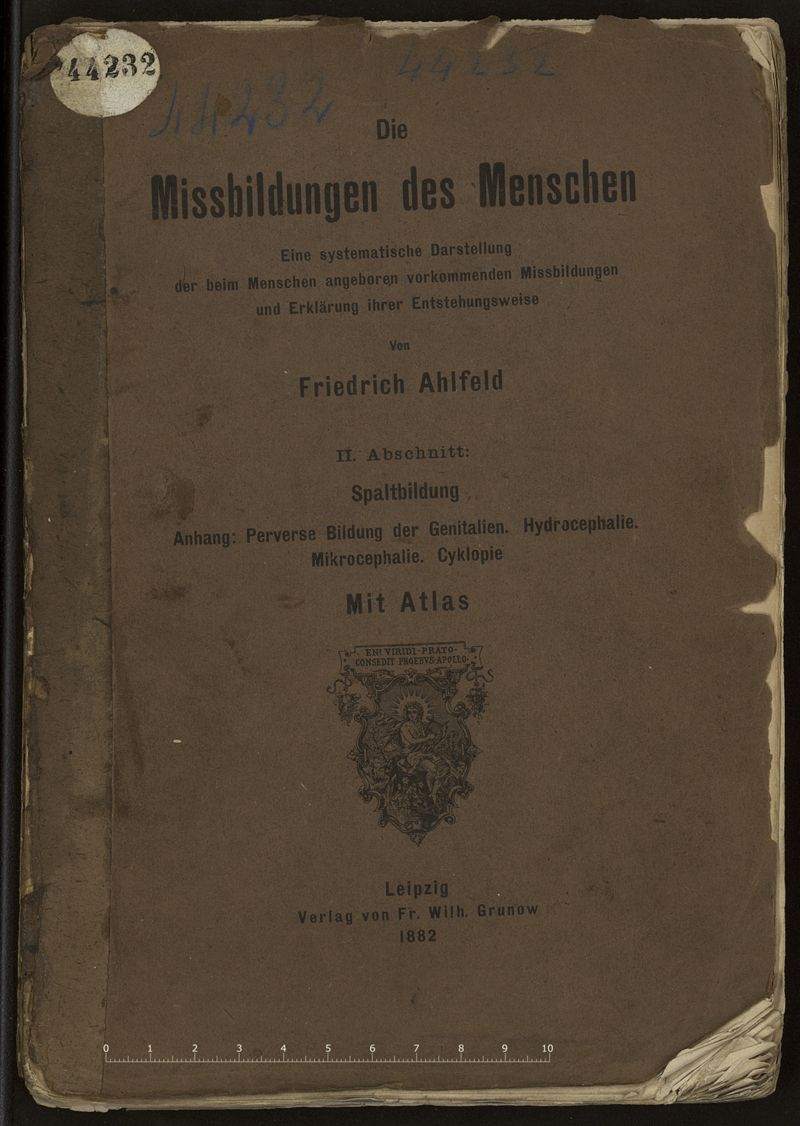 44232
44232
44232
Die
Missbildungen des Menschen
Eine systematische Darstellung
der beim Menschen angeboren vorkommenden Missbildungen
und Erklärung ihrer Entstehungsweise
Von
Friedrich Ahlfeld
II. Abschnitt:
Spaltbildung
Anhang: Perverse Bildung der Genitalien. Hydrocephalie.
Mikrocephalie. Cyklopie
Mit Atlas
EN! VIRIDI·PRATO·
CONSEDIT·PHOEBVS·APOLLO·
Leipzig
Verlag von Fr. Wilh. Grunow
1882
0 1 2 3 4 5 6 7 8 9 10